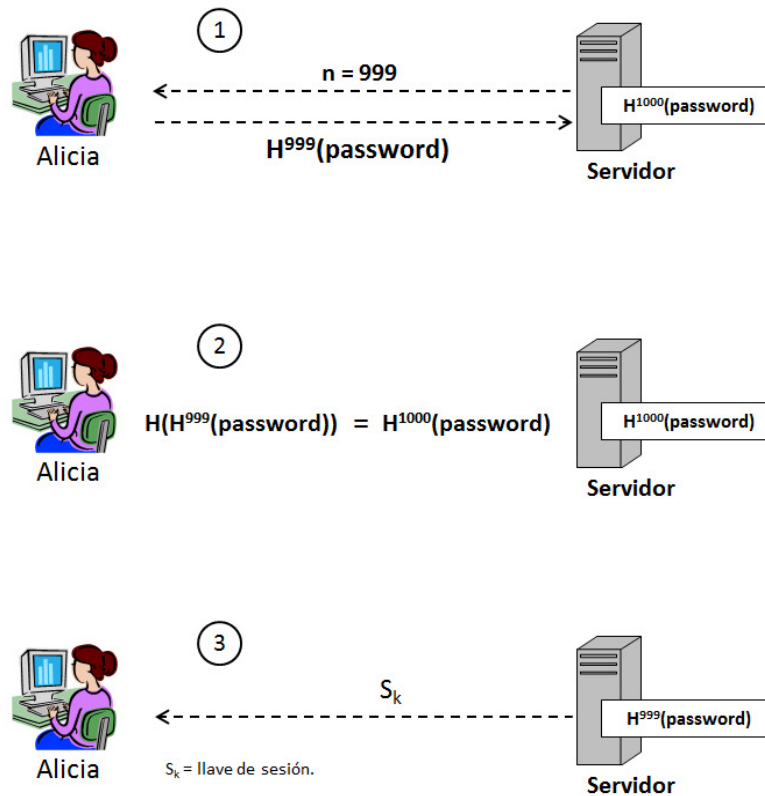 1
n = 999
H¹⁰⁰⁰(password)
H⁹⁹⁹(password)
Alicia
Servidor
2
H(H⁹⁹⁹(password)) = H¹⁰⁰⁰(password)
H¹⁰⁰⁰(password)
Alicia
Servidor
3
Sₖ
H⁹⁹⁹(password)
Alicia
Sₖ = llave de sesión.
Servidor